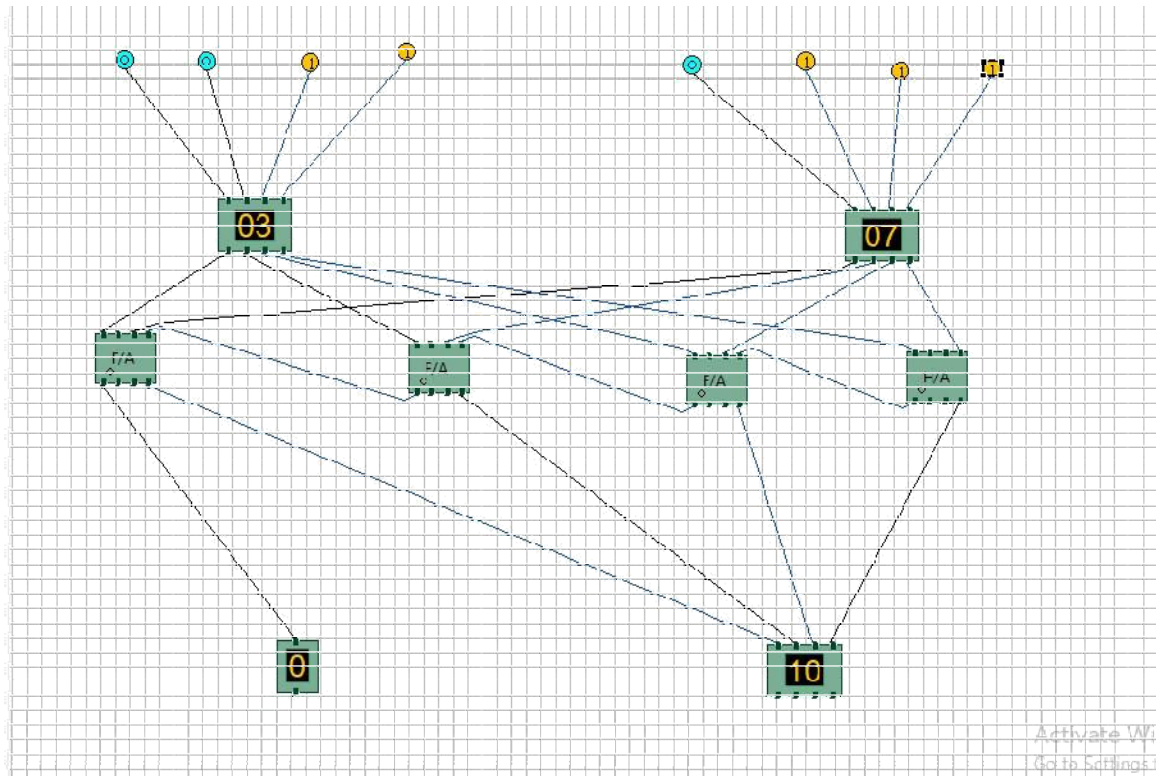 0 0 1 1 0 1 1 1
03 07
F/A F/A F/A F/A
0 10
Activate Wi
Go to Settings t